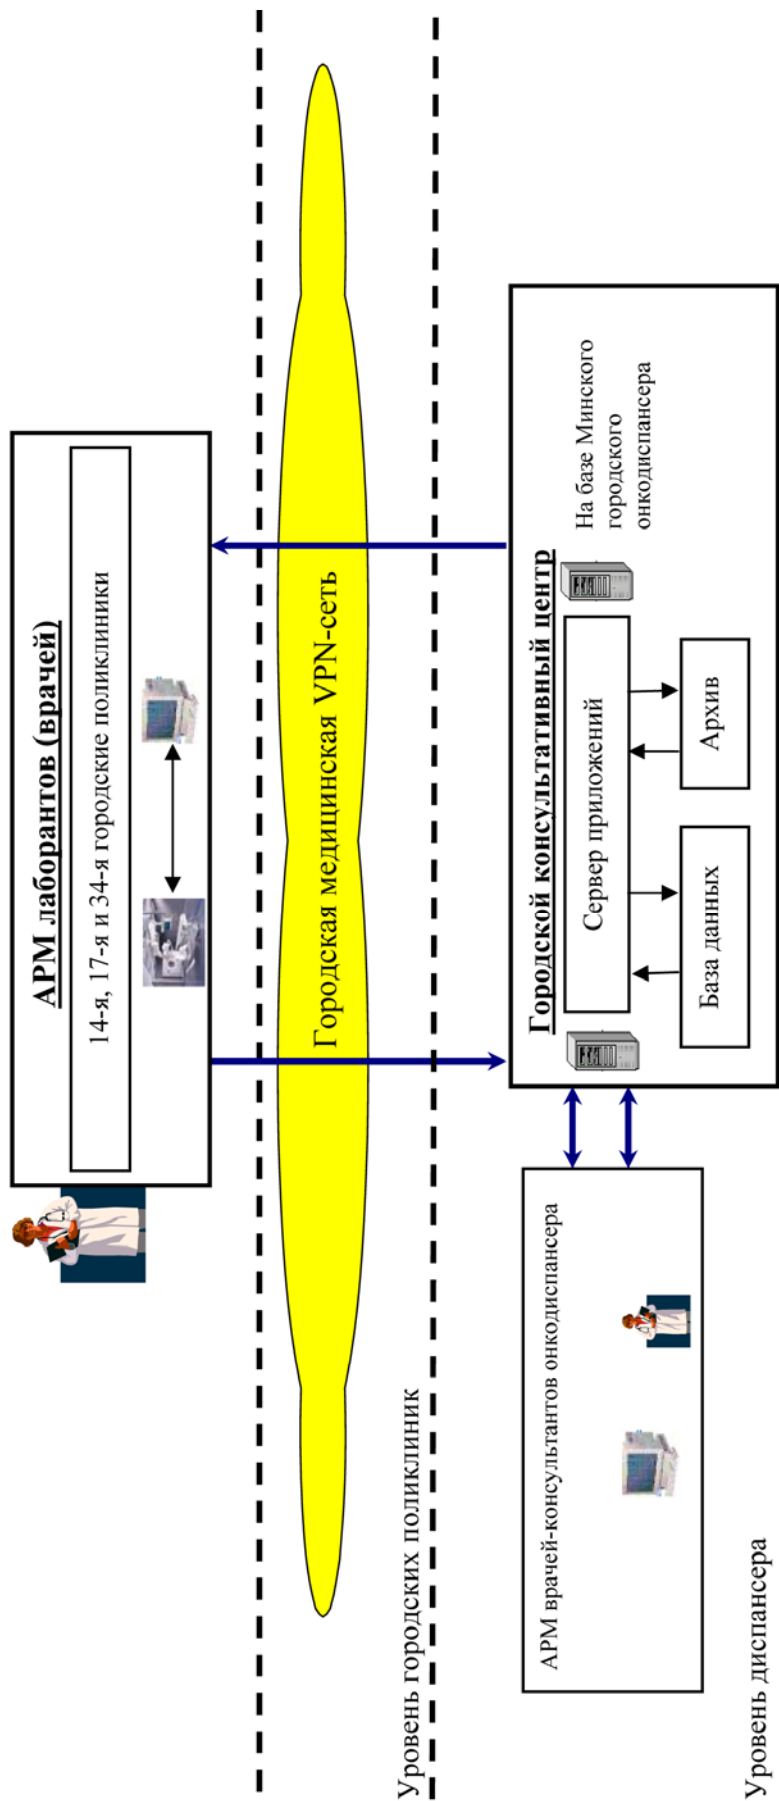 АРМ лаборантов (врачей)
14-я, 17-я и 34-я городские поликлиники
Городская медицинская VPN-сеть
Уровень городских поликлиник
Городской консультативный центр
На базе Минского
городского
онкодиспансера
Сервер приложений
База данных
Архив
АРМ врачей-консультантов онкодиспансера
Уровень диспансера